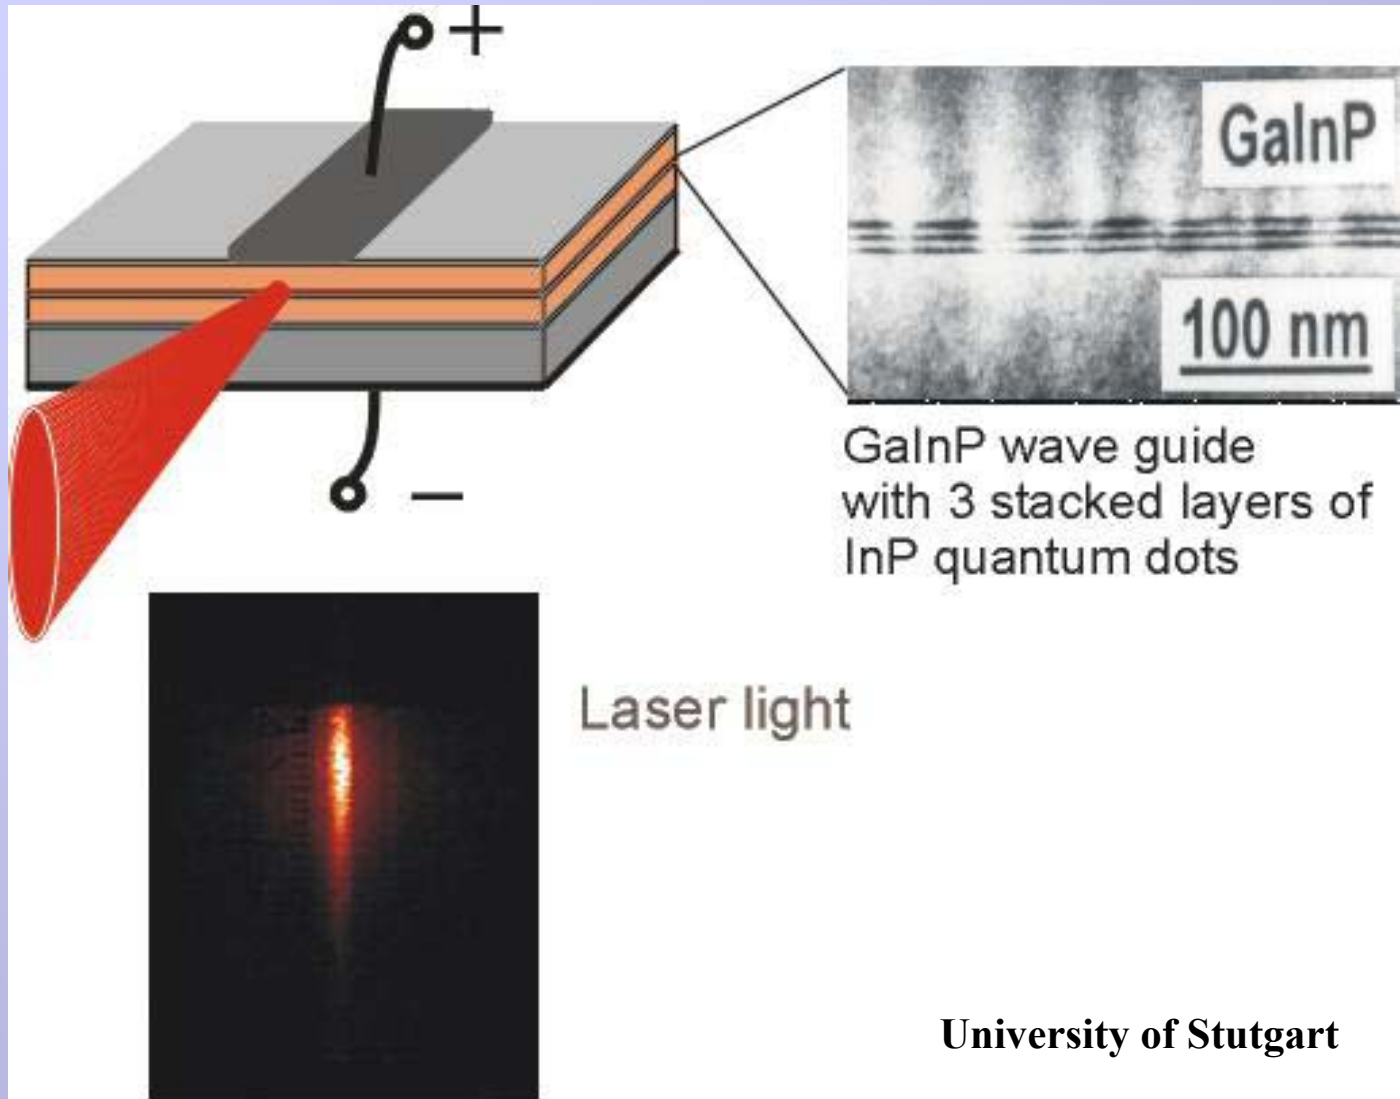 +
GaInP
100 nm
GaInP wave guide
with 3 stacked layers of
InP quantum dots
−
Laser light
University of Stutgart